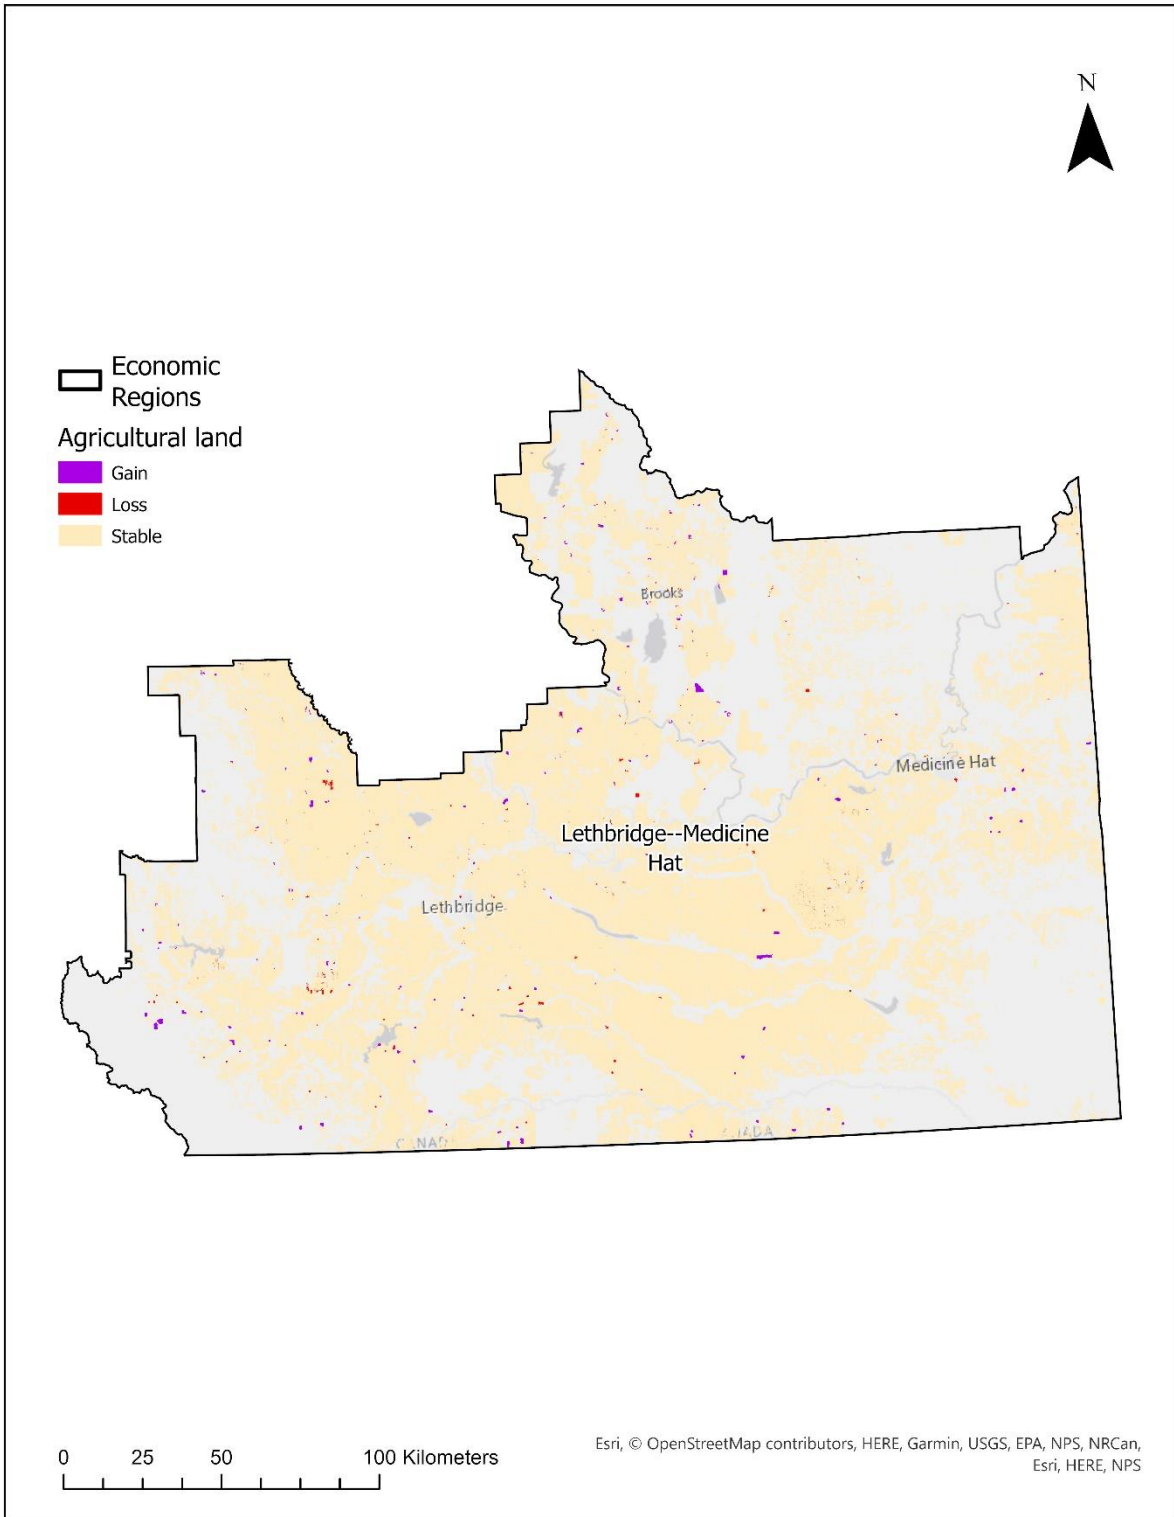 N
Economic
Regions
Agricultural land
Gain
Loss
Stable
Brooks
Medicine Hat
Lethbridge--Medicine
Hat
Lethbridge
0 25 50 100 Kilometers
Esri, © OpenStreetMap contributors, HERE, Garmin, USGS, EPA, NPS, NRCan,
Esri, HERE, NPS